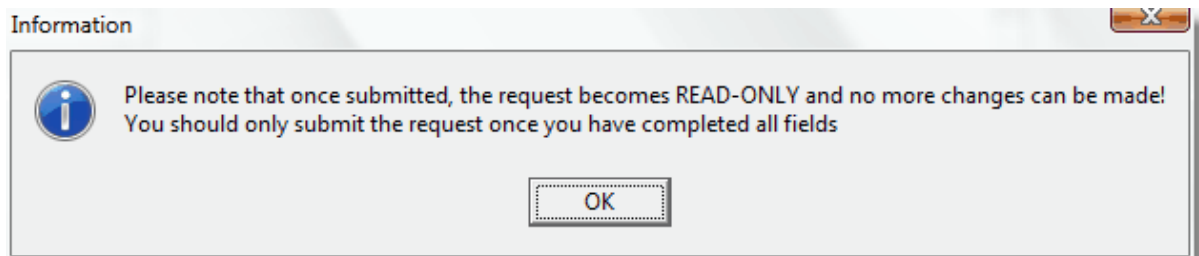 Information
Please note that once submitted, the request becomes READ-ONLY and no more changes can be made!
You should only submit the request once you have completed all fields
OK